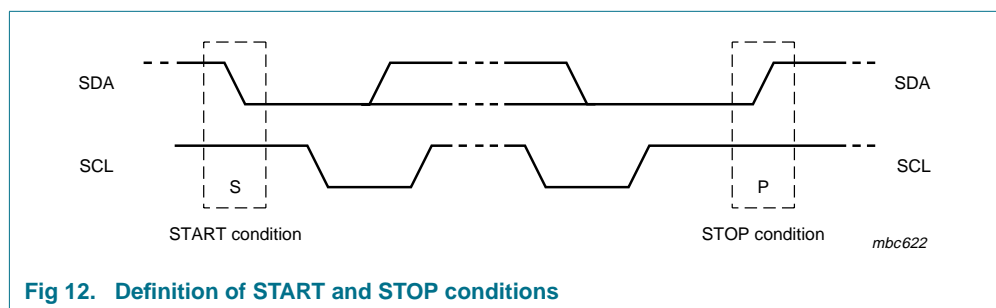 SDA SDA
SCL SCL
S P
START condition STOP condition
mbc622
Fig 12. Definition of START and STOP conditions